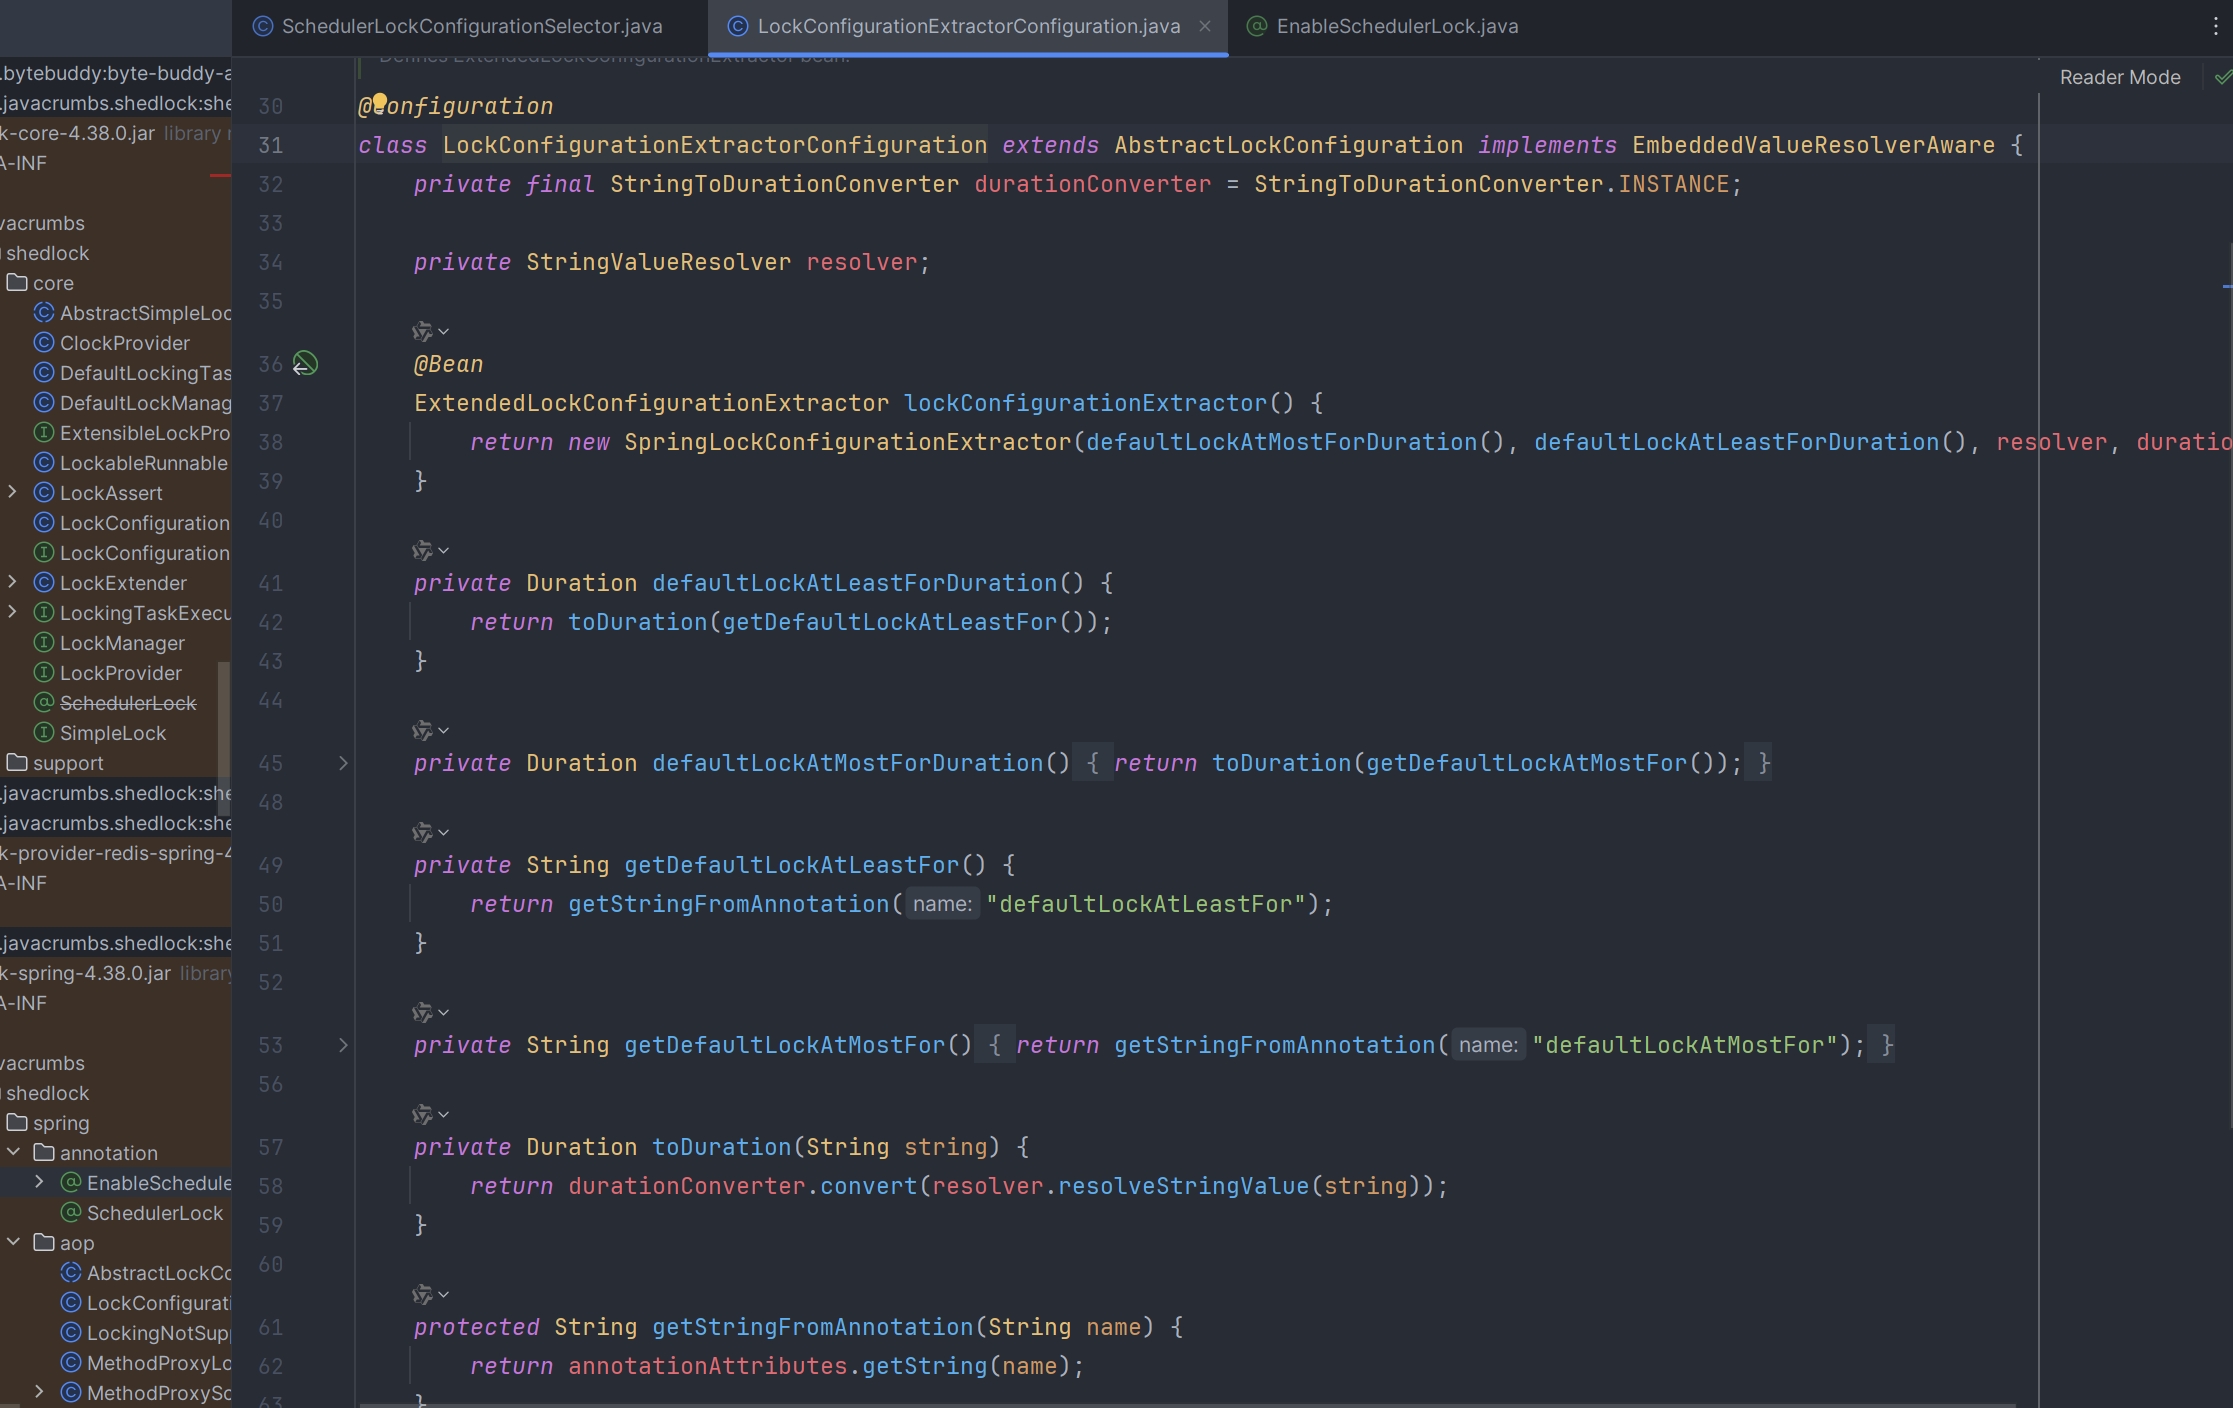 SchedulerLockConfigurationSelector.java
LockConfigurationExtractorConfiguration.java
EnableSchedulerLock.java
.bytebuddy:byte-buddy-a
.javacrumbs.shedlock:she
k-core-4.38.0.jar library
A-INF
vacrumbs
shedlock
core
AbstractSimpleLoc
ClockProvider
DefaultLockingTas
DefaultLockManag
ExtensibleLockPro
LockableRunnable
LockAssert
LockConfiguration
LockConfiguration
LockExtender
LockingTaskExecu
LockManager
LockProvider
SchedulerLock
SimpleLock
support
.javacrumbs.shedlock:she
.javacrumbs.shedlock:she
k-provider-redis-spring-4
A-INF
.javacrumbs.shedlock:she
k-spring-4.38.0.jar library
A-INF
vacrumbs
shedlock
spring
annotation
EnableSchedule
SchedulerLock
aop
AbstractLockCo
LockConfigurati
LockingNotSupp
MethodProxyLo
MethodProxySc
Defines ExtendedLockConfigurationExtractor bean.
Reader Mode
30 @Configuration
31 class LockConfigurationExtractorConfiguration extends AbstractLockConfiguration implements EmbeddedValueResolverAware {
32 private final StringToDurationConverter durationConverter = StringToDurationConverter.INSTANCE;
33
34 private StringValueResolver resolver;
35
36 @Bean
37 ExtendedLockConfigurationExtractor lockConfigurationExtractor() {
38 return new SpringLockConfigurationExtractor(defaultLockAtMostForDuration(), defaultLockAtLeastForDuration(), resolver, duratio
39 }
40
41 private Duration defaultLockAtLeastForDuration() {
42 return toDuration(getDefaultLockAtLeastFor());
43 }
44
45 private Duration defaultLockAtMostForDuration() { return toDuration(getDefaultLockAtMostFor()); }
48
49 private String getDefaultLockAtLeastFor() {
50 return getStringFromAnnotation( name: "defaultLockAtLeastFor");
51 }
52
53 private String getDefaultLockAtMostFor() { return getStringFromAnnotation( name: "defaultLockAtMostFor"); }
56
57 private Duration toDuration(String string) {
58 return durationConverter.convert(resolver.resolveStringValue(string));
59 }
60
61 protected String getStringFromAnnotation(String name) {
62 return annotationAttributes.getString(name);
63 }